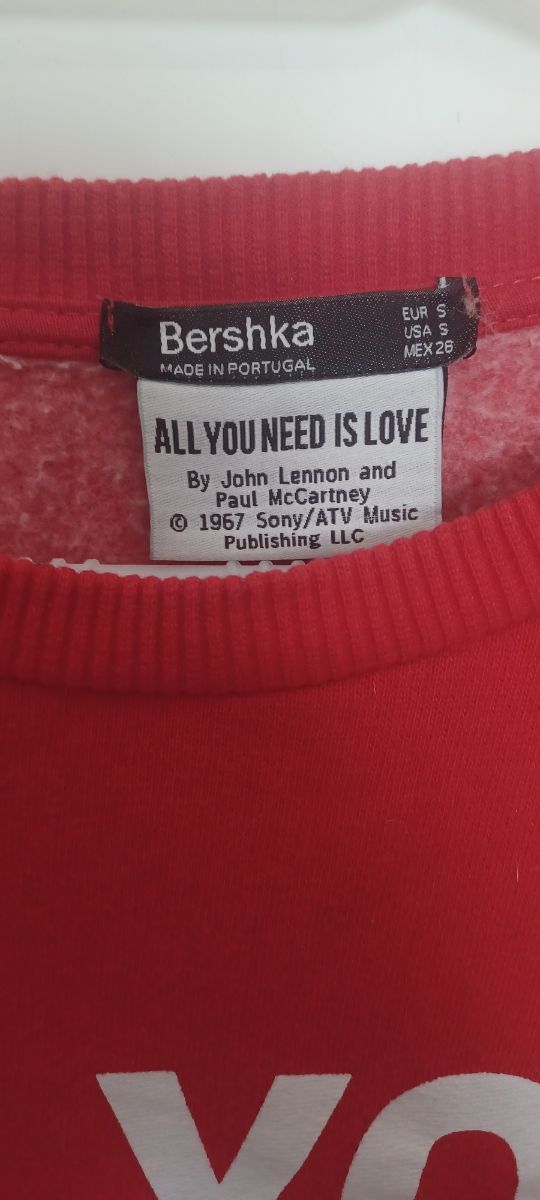 Bershka
MADE IN PORTUGAL
EUR S
USA S
MEX 26
ALL YOU NEED IS LOVE
By John Lennon and
Paul McCartney
© 1967 Sony/ATV Music
Publishing LLC
YO